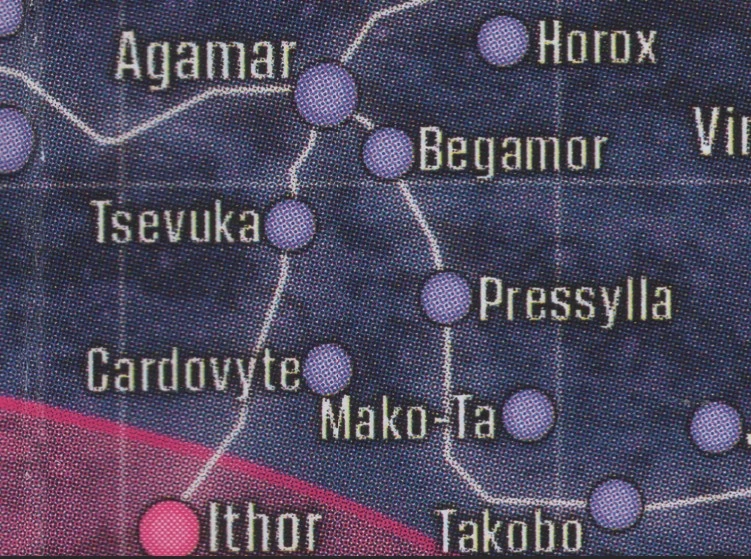 Horox
Agamar
Begamor
Tsevuka
Pressylla
Cardovyte
Mako-Ta
Ithor
Takobo